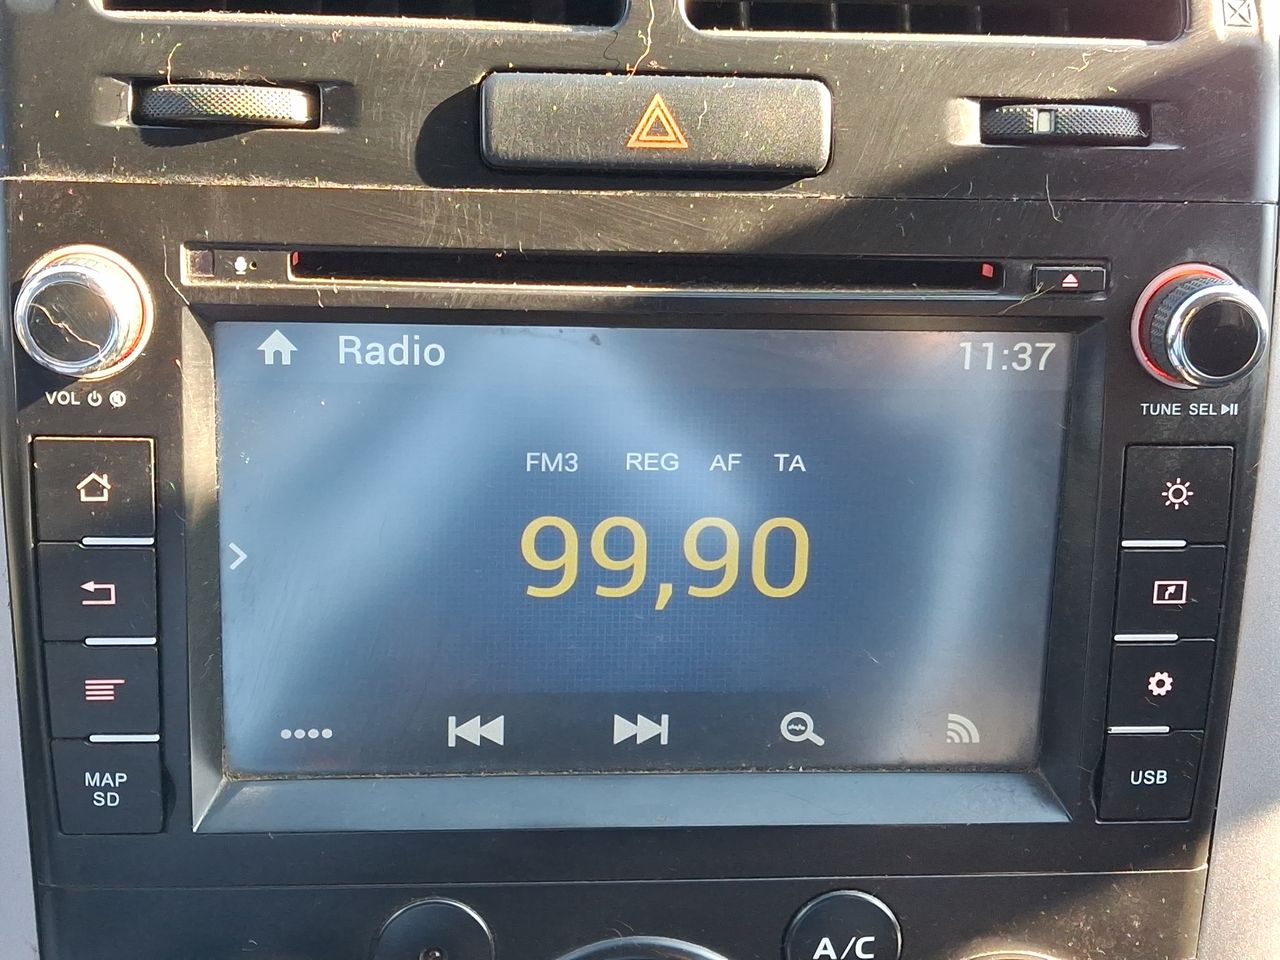 Radio 11:37
VOL
TUNE SEL
FM3 REG AF TA
99,90
MAP
SD
USB
A/C